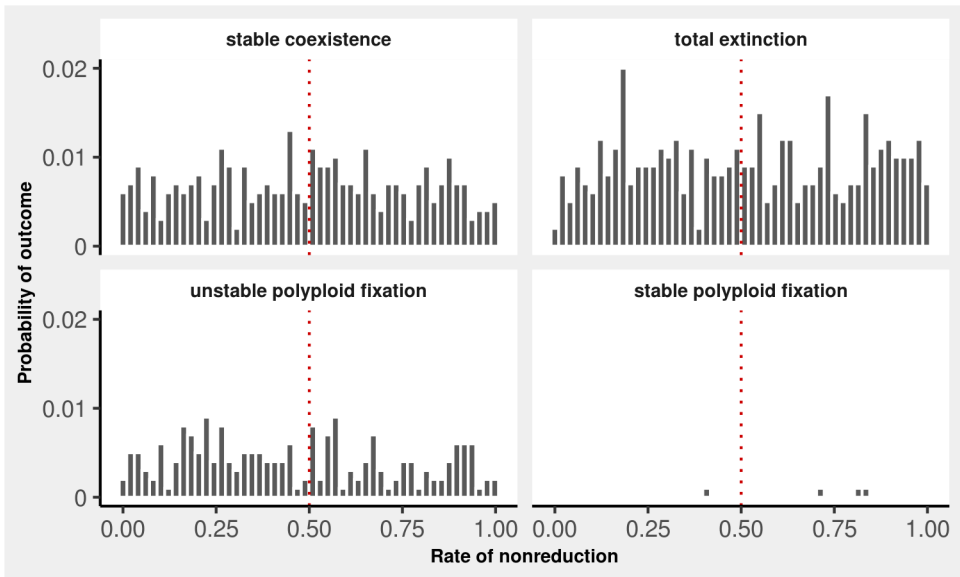 stable coexistence
total extinction
0.02
0.01
0
unstable polyploid fixation
stable polyploid fixation
0.02
0.01
0
Probability of outcome
0.00 0.25 0.50 0.75 1.00
0.00 0.25 0.50 0.75 1.00
Rate of nonreduction